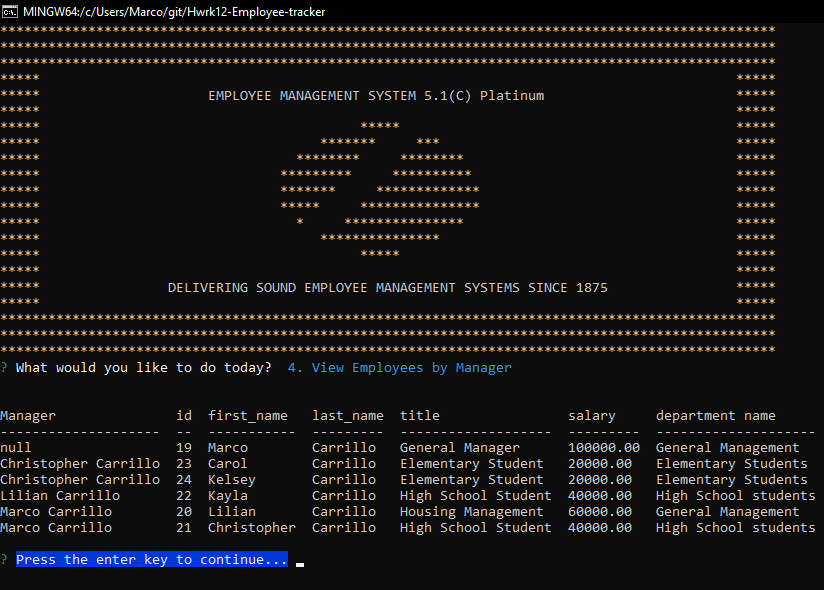 MINGW64:/c/Users/Marco/git/Hwrk12-Employee-tracker
EMPLOYEE MANAGEMENT SYSTEM 5.1(C) Platinum
DELIVERING SOUND EMPLOYEE MANAGEMENT SYSTEMS SINCE 1875
? What would you like to do today?  4. View Employees by Manager
Manager               id  first_name   last_name  title                salary     department name
--------------------  --  -----------  ---------  -------------------  ---------  --------------------
null                  19  Marco        Carrillo   General Manager      100000.00  General Management
Christopher Carrillo  23  Carol        Carrillo   Elementary Student   20000.00   Elementary Students
Christopher Carrillo  24  Kelsey       Carrillo   Elementary Student   20000.00   Elementary Students
Lilian Carrillo       22  Kayla        Carrillo   High School Student  40000.00   High School students
Marco Carrillo        20  Lilian       Carrillo   Housing Management   60000.00   General Management
Marco Carrillo        21  Christopher  Carrillo   High School Student  40000.00   High School students
? Press the enter key to continue...